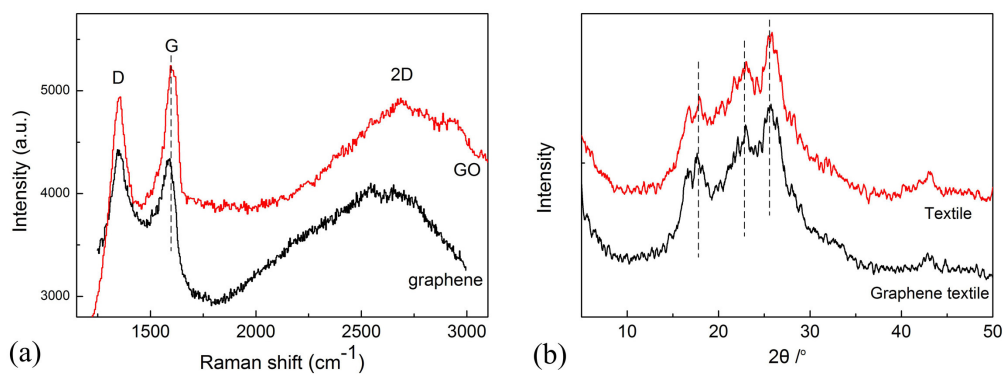 D
G
2D
GO
graphene
Intensity (a.u.)
5000
4000
3000
1500
2000
2500
3000
Raman shift (cm⁻¹)
(a)
Intensity
Textile
Graphene textile
10
20
30
40
50
2θ /°
(b)